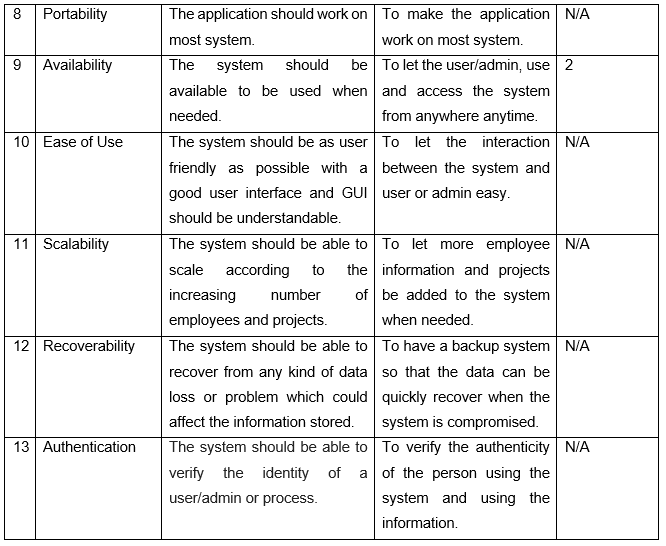 8 Portability The application should work on To make the application N/A
most system. work on most system.
9 Availability The system should be To let the user/admin, use 2
available to be used when and access the system
needed. from anywhere anytime.
10 Ease of Use The system should be as user To let the interaction N/A
friendly as possible with a between the system and
good user interface and GUI user or admin easy.
should be understandable.
11 Scalability The system should be able to To let more employee N/A
scale according to the information and projects
increasing number of be added to the system
employees and projects. when needed.
12 Recoverability The system should be able to To have a backup system N/A
recover from any kind of data so that the data can be
loss or problem which could quickly recover when the
affect the information stored. system is compromised.
13 Authentication The system should be able to To verify the authenticity N/A
verify the identity of a of the person using the
user/admin or process. system and using the
information.